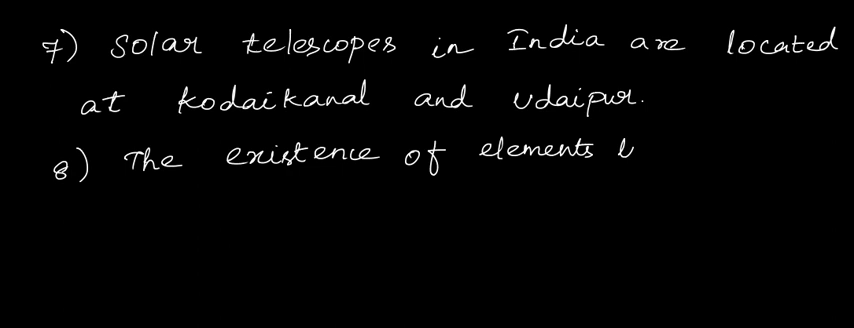 7) Solar telescopes in India are located
at Kodaikanal and Udaipur.
8) The existence of elements